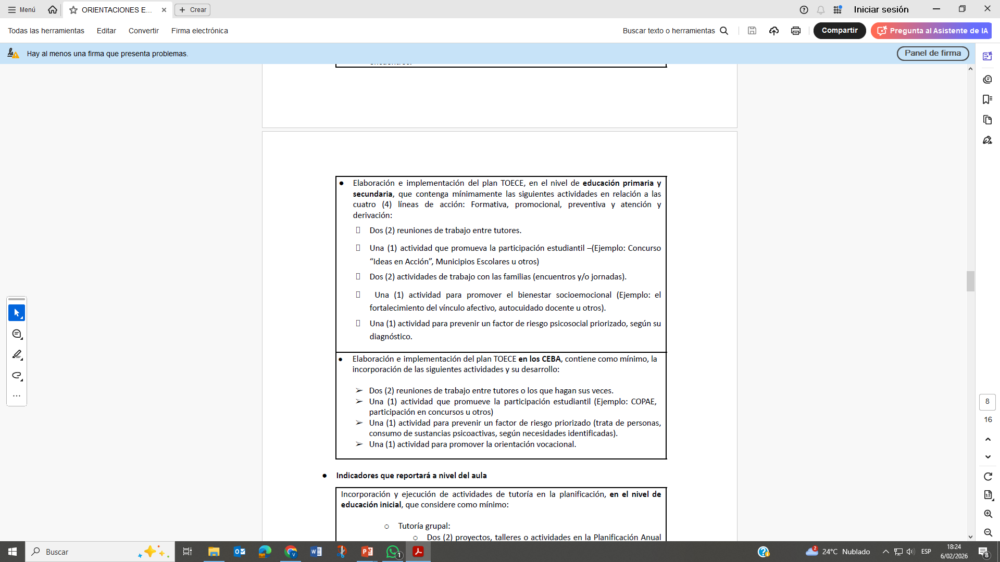 Menú
ORIENTACIONES E...
Crear
Iniciar sesión
Todas las herramientas
Editar
Convertir
Firma electrónica
Buscar texto o herramientas
Compartir
Pregunta al Asistente de IA
Hay al menos una firma que presenta problemas.
Panel de firma
● Elaboración e implementación del plan TOECE, en el nivel de educación primaria y
secundaria, que contenga mínimamente las siguientes actividades en relación a las
cuatro (4) líneas de acción: Formativa, promocional, preventiva y atención y
derivación:
Dos (2) reuniones de trabajo entre tutores.
Una (1) actividad que promueva la participación estudiantil –(Ejemplo: Concurso
“Ideas en Acción”, Municipios Escolares u otros)
Dos (2) actividades de trabajo con las familias (encuentros y/o jornadas).
Una (1) actividad para promover el bienestar socioemocional (Ejemplo: el
fortalecimiento del vínculo afectivo, autocuidado docente u otros).
Una (1) actividad para prevenir un factor de riesgo psicosocial priorizado, según su
diagnóstico.
● Elaboración e implementación del plan TOECE en los CEBA, contiene como mínimo, la
incorporación de las siguientes actividades y su desarrollo:
➢ Dos (2) reuniones de trabajo entre tutores o los que hagan sus veces.
➢ Una (1) actividad que promueve la participación estudiantil (Ejemplo: COPAE,
participación en concursos u otros)
➢ Una (1) actividad para prevenir un factor de riesgo priorizado (trata de personas,
consumo de sustancias psicoactivas, según necesidades identificadas).
➢ Una (1) actividad para promover la orientación vocacional.
● Indicadores que reportará a nivel del aula
Incorporación y ejecución de actividades de tutoría en la planificación, en el nivel de
educación inicial, que considere como mínimo:
○ Tutoría grupal:
○ Dos (2) proyectos, talleres o actividades en la Planificación Anual
8
16
Buscar
1
2
24°C Nublado
ESP
18:24
6/02/2026
8